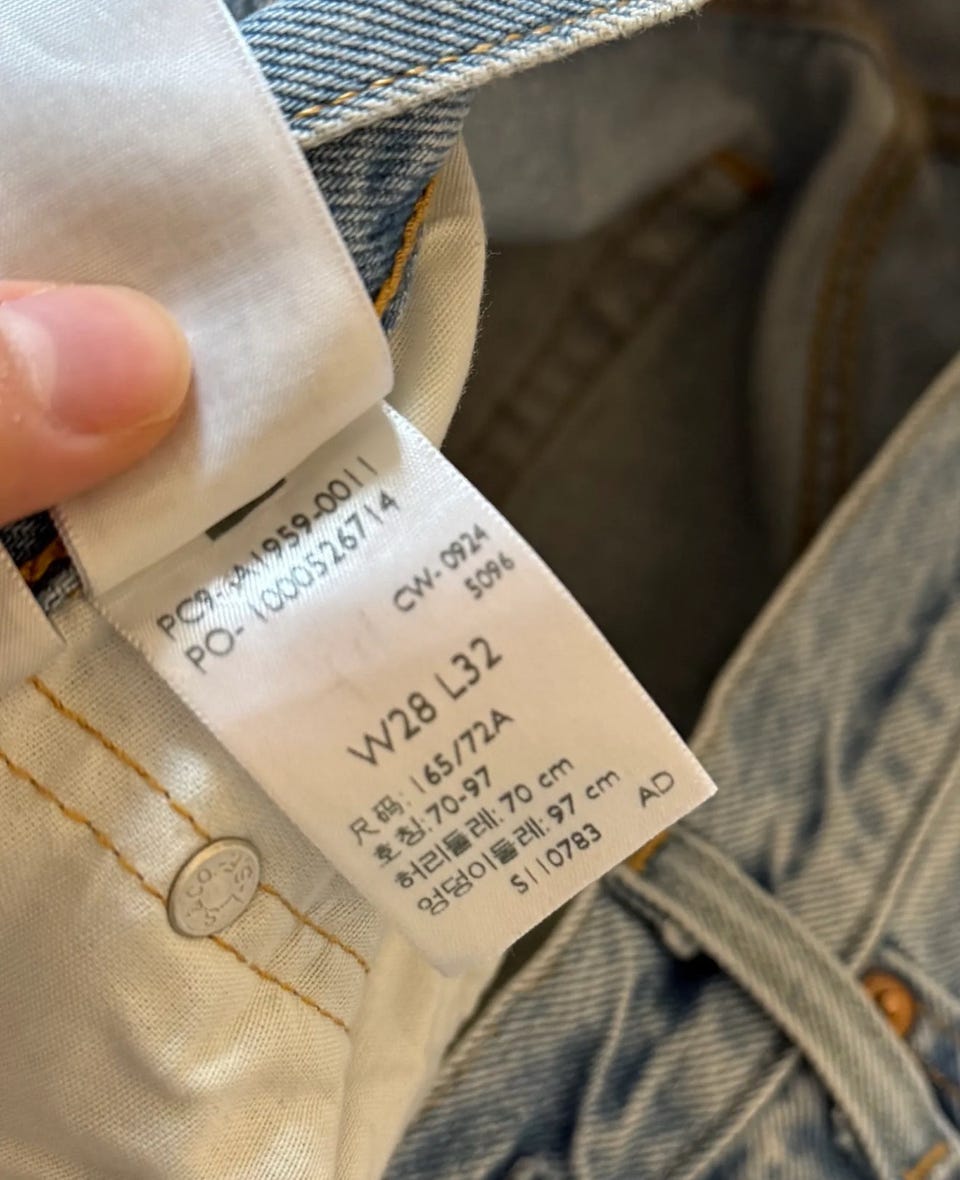 PC9-A1959-0011
PO- 1000526714
CW- 0924
5096
W28 L32
尺码: 165/72A
호칭: 70-97
허리둘레: 70 cm
엉덩이둘레: 97 cm
S110783
AD